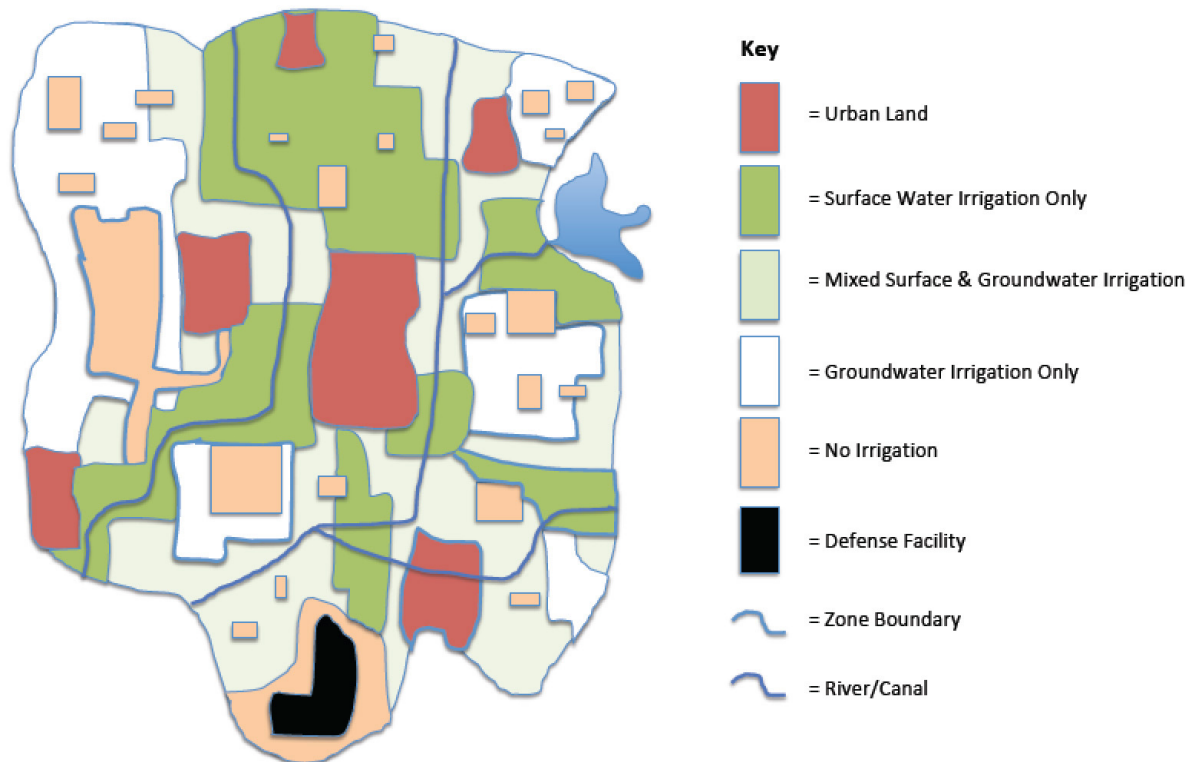 Key
= Urban Land
= Surface Water Irrigation Only
= Mixed Surface & Groundwater Irrigation
= Groundwater Irrigation Only
= No Irrigation
= Defense Facility
= Zone Boundary
= River/Canal